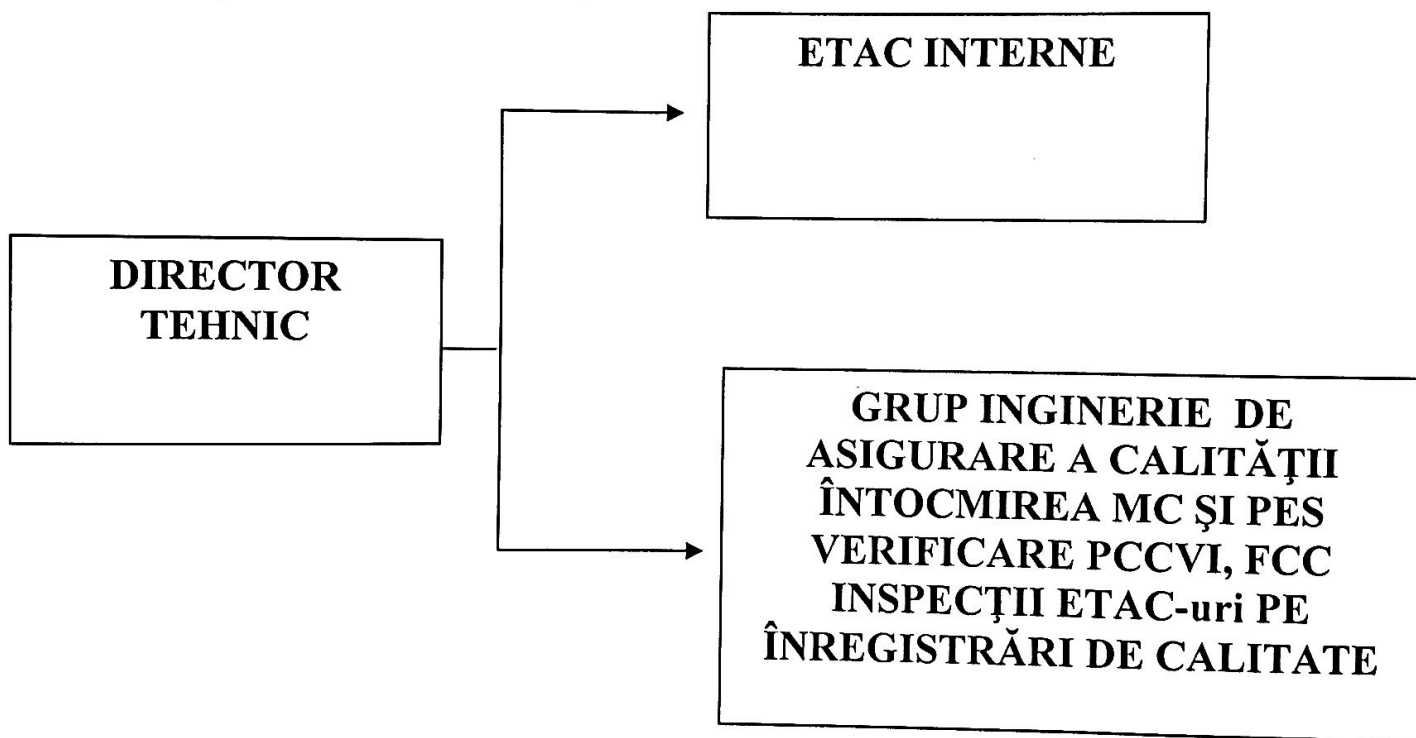 ETAC INTERNE
DIRECTOR
TEHNIC
GRUP INGINERIE DE
ASIGURARE A CALITĂŢII
ÎNTOCMIREA MC ŞI PES
VERIFICARE PCCVI, FCC
INSPECŢII ETAC-uri PE
ÎNREGISTRĂRI DE CALITATE